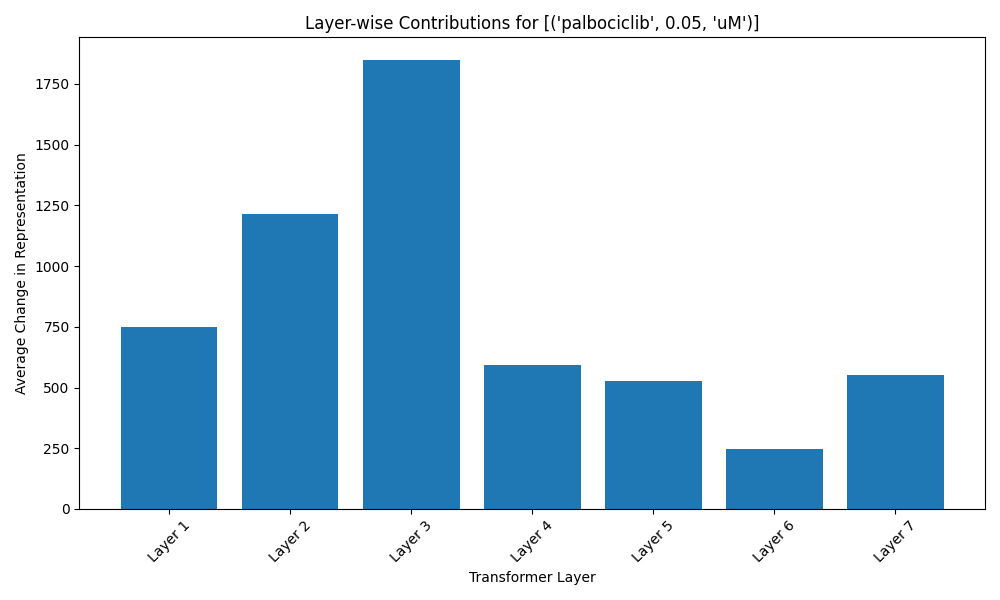 Layer-wise Contributions for [('palbociclib', 0.05, 'uM')]
Average Change in Representation
1750
1500
1250
1000
750
500
250
0
Layer 1
Layer 2
Layer 3
Layer 4
Layer 5
Layer 6
Layer 7
Transformer Layer